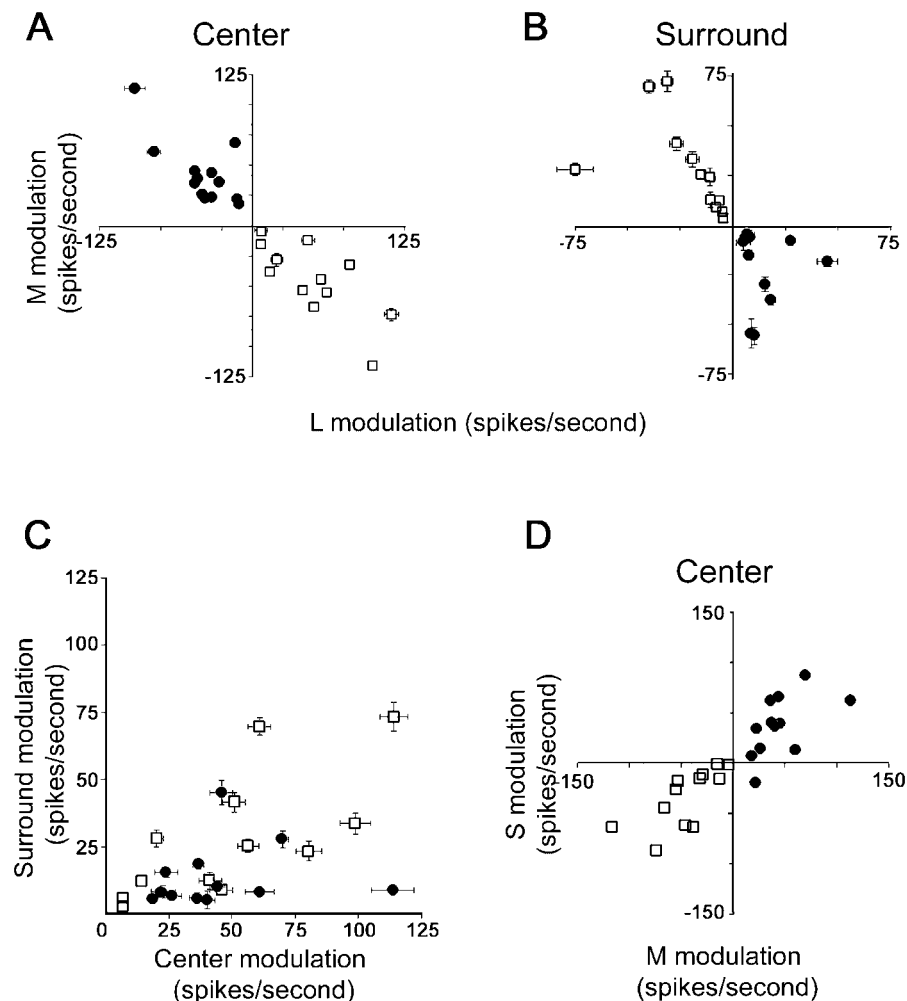 A
Center
125
M modulation
(spikes/second)
-125
125
-125
B
Surround
75
-75
75
-75
L modulation (spikes/second)
C
125
100
75
50
25
Surround modulation
(spikes/second)
0
25
50
75
100
125
Center modulation
(spikes/second)
D
Center
150
S modulation
(spikes/second)
-150
150
-150
M modulation
(spikes/second)